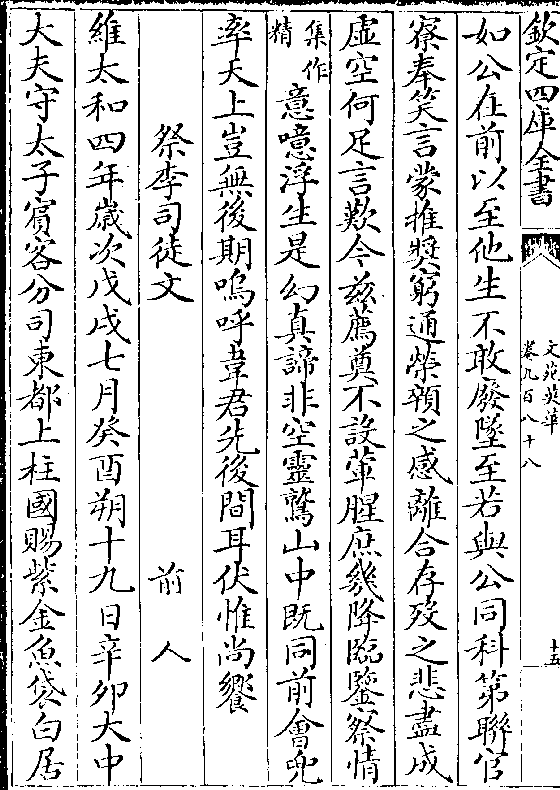 欽定四庫全書
文苑英華
卷九百八十八
十五
如公在前以至他生不敢廢墜至若與公同科第聯官
寮奉笑言蒙推奬窮通榮頼之感離合存殁之悲盡成
虛空何足言歎今兹薦奠不設葷腥庶幾降臨鑒察情
集作
精
意噫浮生是幻真諦非空靈鷲山中既同前會兜
率天上豈無後期嗚呼韋君先後間耳伏惟尚饗
祭李司徒文 前人
維太和四年嵗次戊戌七月癸酉朔十九日辛卯大中
大夫守太子賓客分司東都上柱國賜紫金魚袋白居